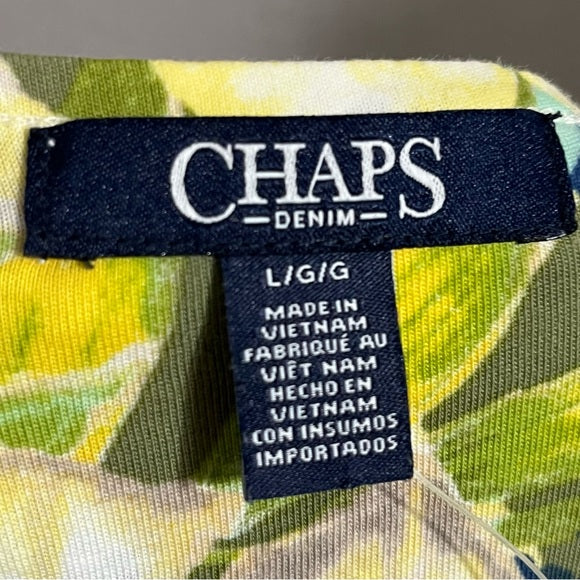 CHAPS
DENIM
L/G/G
MADE IN
VIETNAM
FABRIQUÉ AU
VIÊT NAM
HECHO EN
VIETNAM
CON INSUMOS
IMPORTADOS